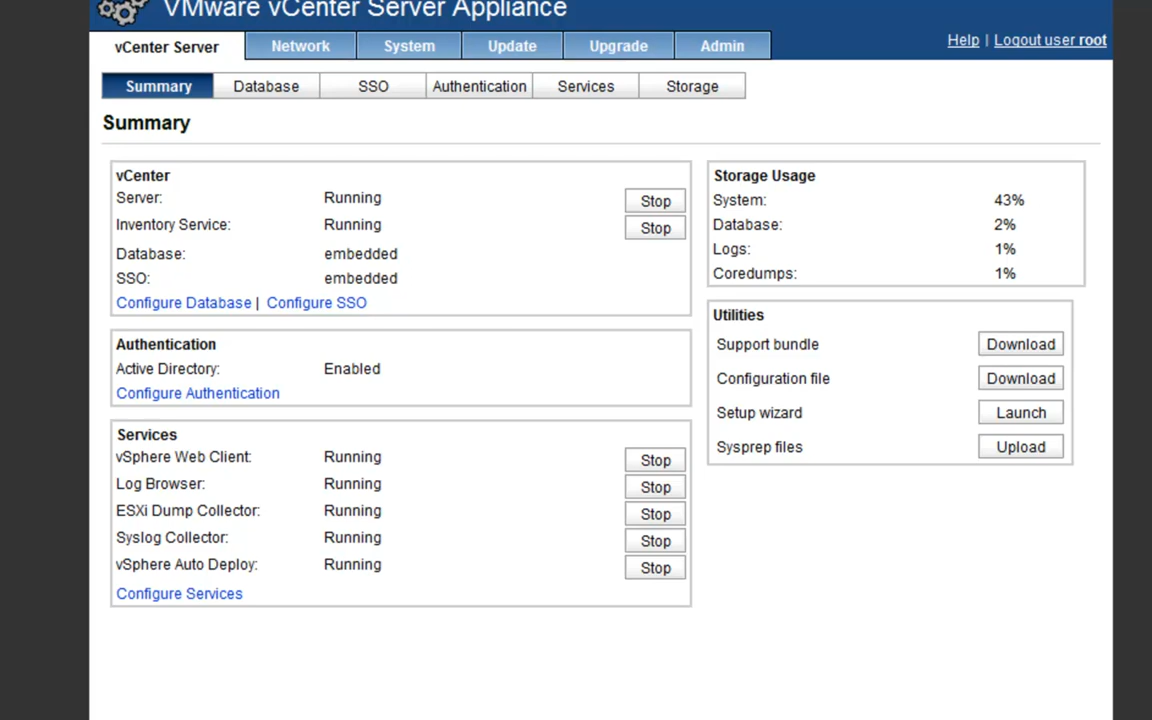 VMware vCenter Server Appliance
vCenter Server Network System Update Upgrade Admin
Help | Logout user root
Summary Database SSO Authentication Services Storage
Summary
vCenter
Server: Running Stop
Inventory Service: Running Stop
Database: embedded
SSO: embedded
Configure Database | Configure SSO
Authentication
Active Directory: Enabled
Configure Authentication
Services
vSphere Web Client: Running Stop
Log Browser: Running Stop
ESXi Dump Collector: Running Stop
Syslog Collector: Running Stop
vSphere Auto Deploy: Running Stop
Configure Services
Storage Usage
System: 43%
Database: 2%
Logs: 1%
Coredumps: 1%
Utilities
Support bundle Download
Configuration file Download
Setup wizard Launch
Sysprep files Upload